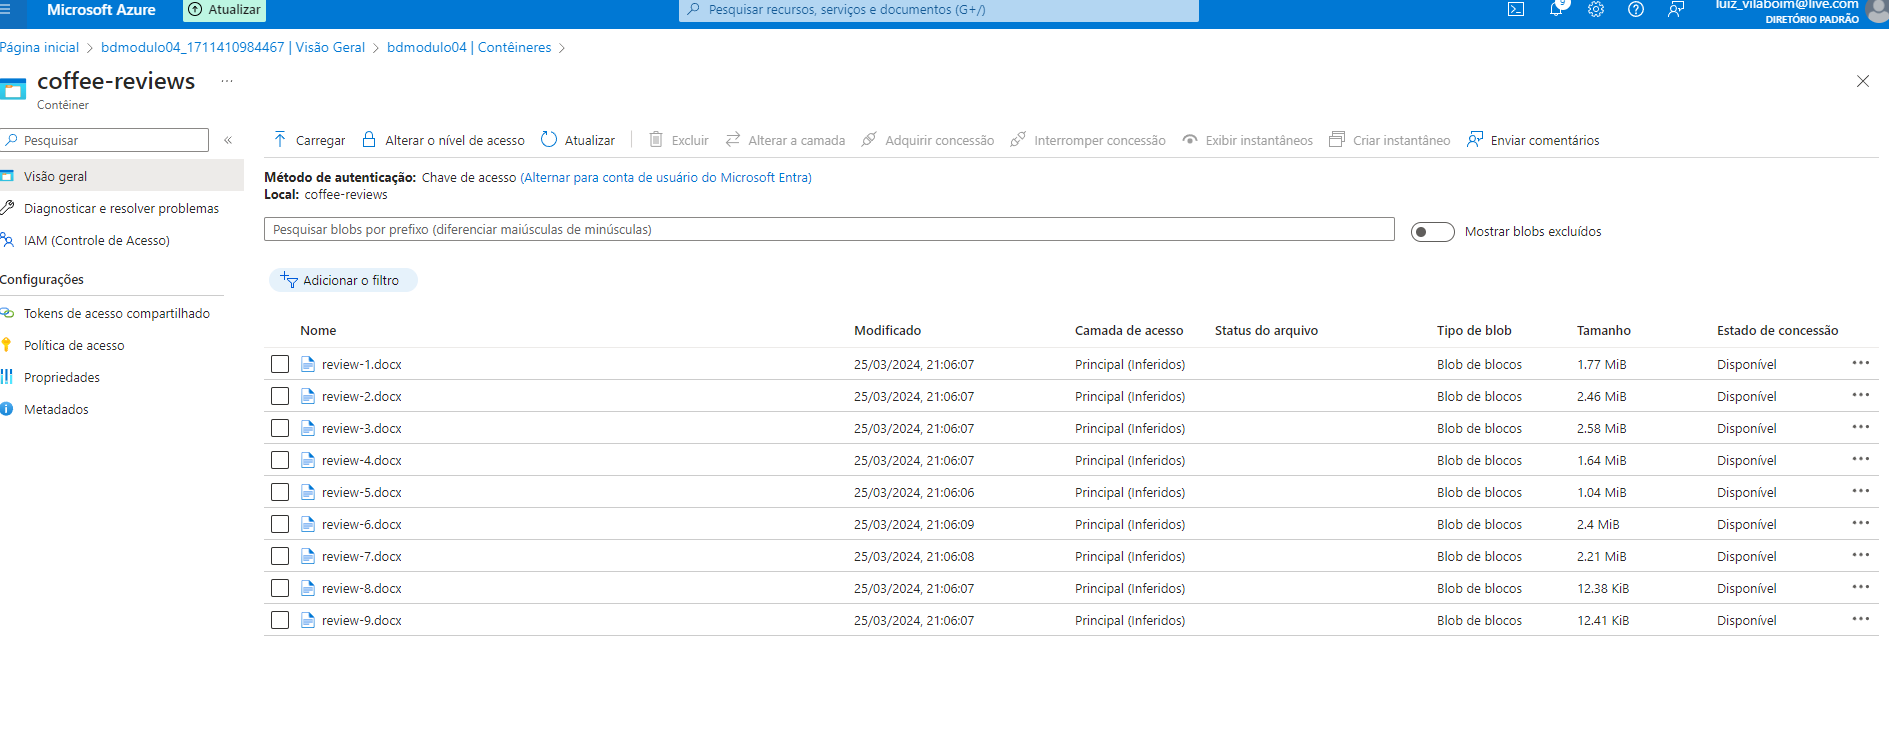 Microsoft Azure
Atualizar
Pesquisar recursos, serviços e documentos (G+/)
9
luiz_vilaboim@live.com
DIRETÓRIO PADRÃO
Página inicial > bdmodulo04_1711410984467 | Visão Geral > bdmodulo04 | Contêineres >
coffee-reviews ...
Contêiner
Pesquisar «
Carregar Alterar o nível de acesso Atualizar Excluir Alterar a camada Adquirir concessão Interromper concessão Exibir instantâneos Criar instantâneo Enviar comentários
Visão geral
Diagnosticar e resolver problemas
IAM (Controle de Acesso)
Configurações
Tokens de acesso compartilhado
Política de acesso
Propriedades
Metadados
Método de autenticação: Chave de acesso (Alternar para conta de usuário do Microsoft Entra)
Local: coffee-reviews
Pesquisar blobs por prefixo (diferenciar maiúsculas de minúsculas)
Mostrar blobs excluídos
Adicionar o filtro
Nome Modificado Camada de acesso Status do arquivo Tipo de blob Tamanho Estado de concessão
review-1.docx 25/03/2024, 21:06:07 Principal (Inferidos) Blob de blocos 1.77 MiB Disponível ...
review-2.docx 25/03/2024, 21:06:07 Principal (Inferidos) Blob de blocos 2.46 MiB Disponível ...
review-3.docx 25/03/2024, 21:06:07 Principal (Inferidos) Blob de blocos 2.58 MiB Disponível ...
review-4.docx 25/03/2024, 21:06:07 Principal (Inferidos) Blob de blocos 1.64 MiB Disponível ...
review-5.docx 25/03/2024, 21:06:06 Principal (Inferidos) Blob de blocos 1.04 MiB Disponível ...
review-6.docx 25/03/2024, 21:06:09 Principal (Inferidos) Blob de blocos 2.4 MiB Disponível ...
review-7.docx 25/03/2024, 21:06:08 Principal (Inferidos) Blob de blocos 2.21 MiB Disponível ...
review-8.docx 25/03/2024, 21:06:07 Principal (Inferidos) Blob de blocos 12.38 KiB Disponível ...
review-9.docx 25/03/2024, 21:06:07 Principal (Inferidos) Blob de blocos 12.41 KiB Disponível ...